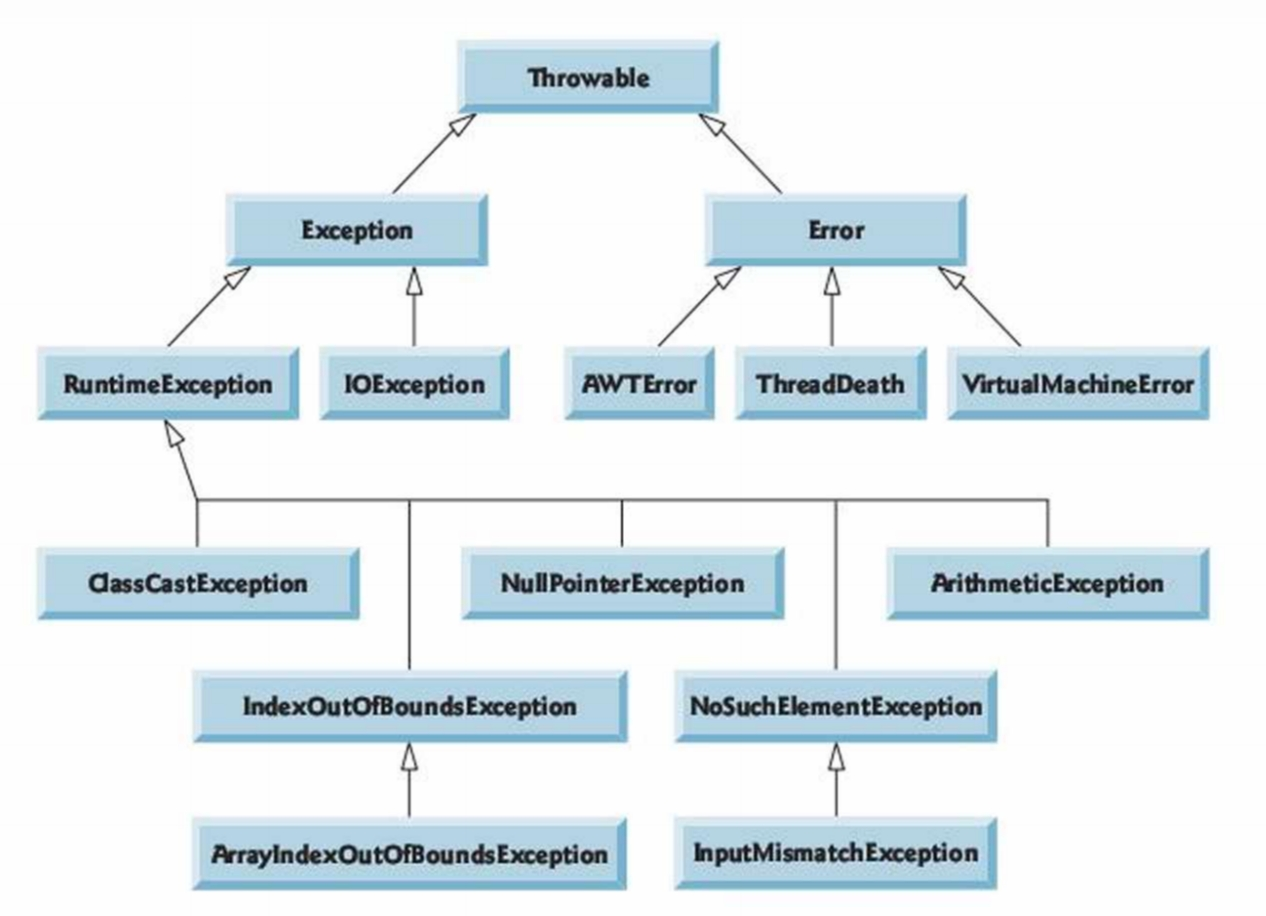 Throwable
Exception
Error
RuntimeException
IOException
AWTError
ThreadDeath
VirtualMachineError
ClassCastException
NullPointerException
ArithmeticException
IndexOutOfBoundsException
NoSuchElementException
ArrayIndexOutOfBoundsException
InputMismatchException